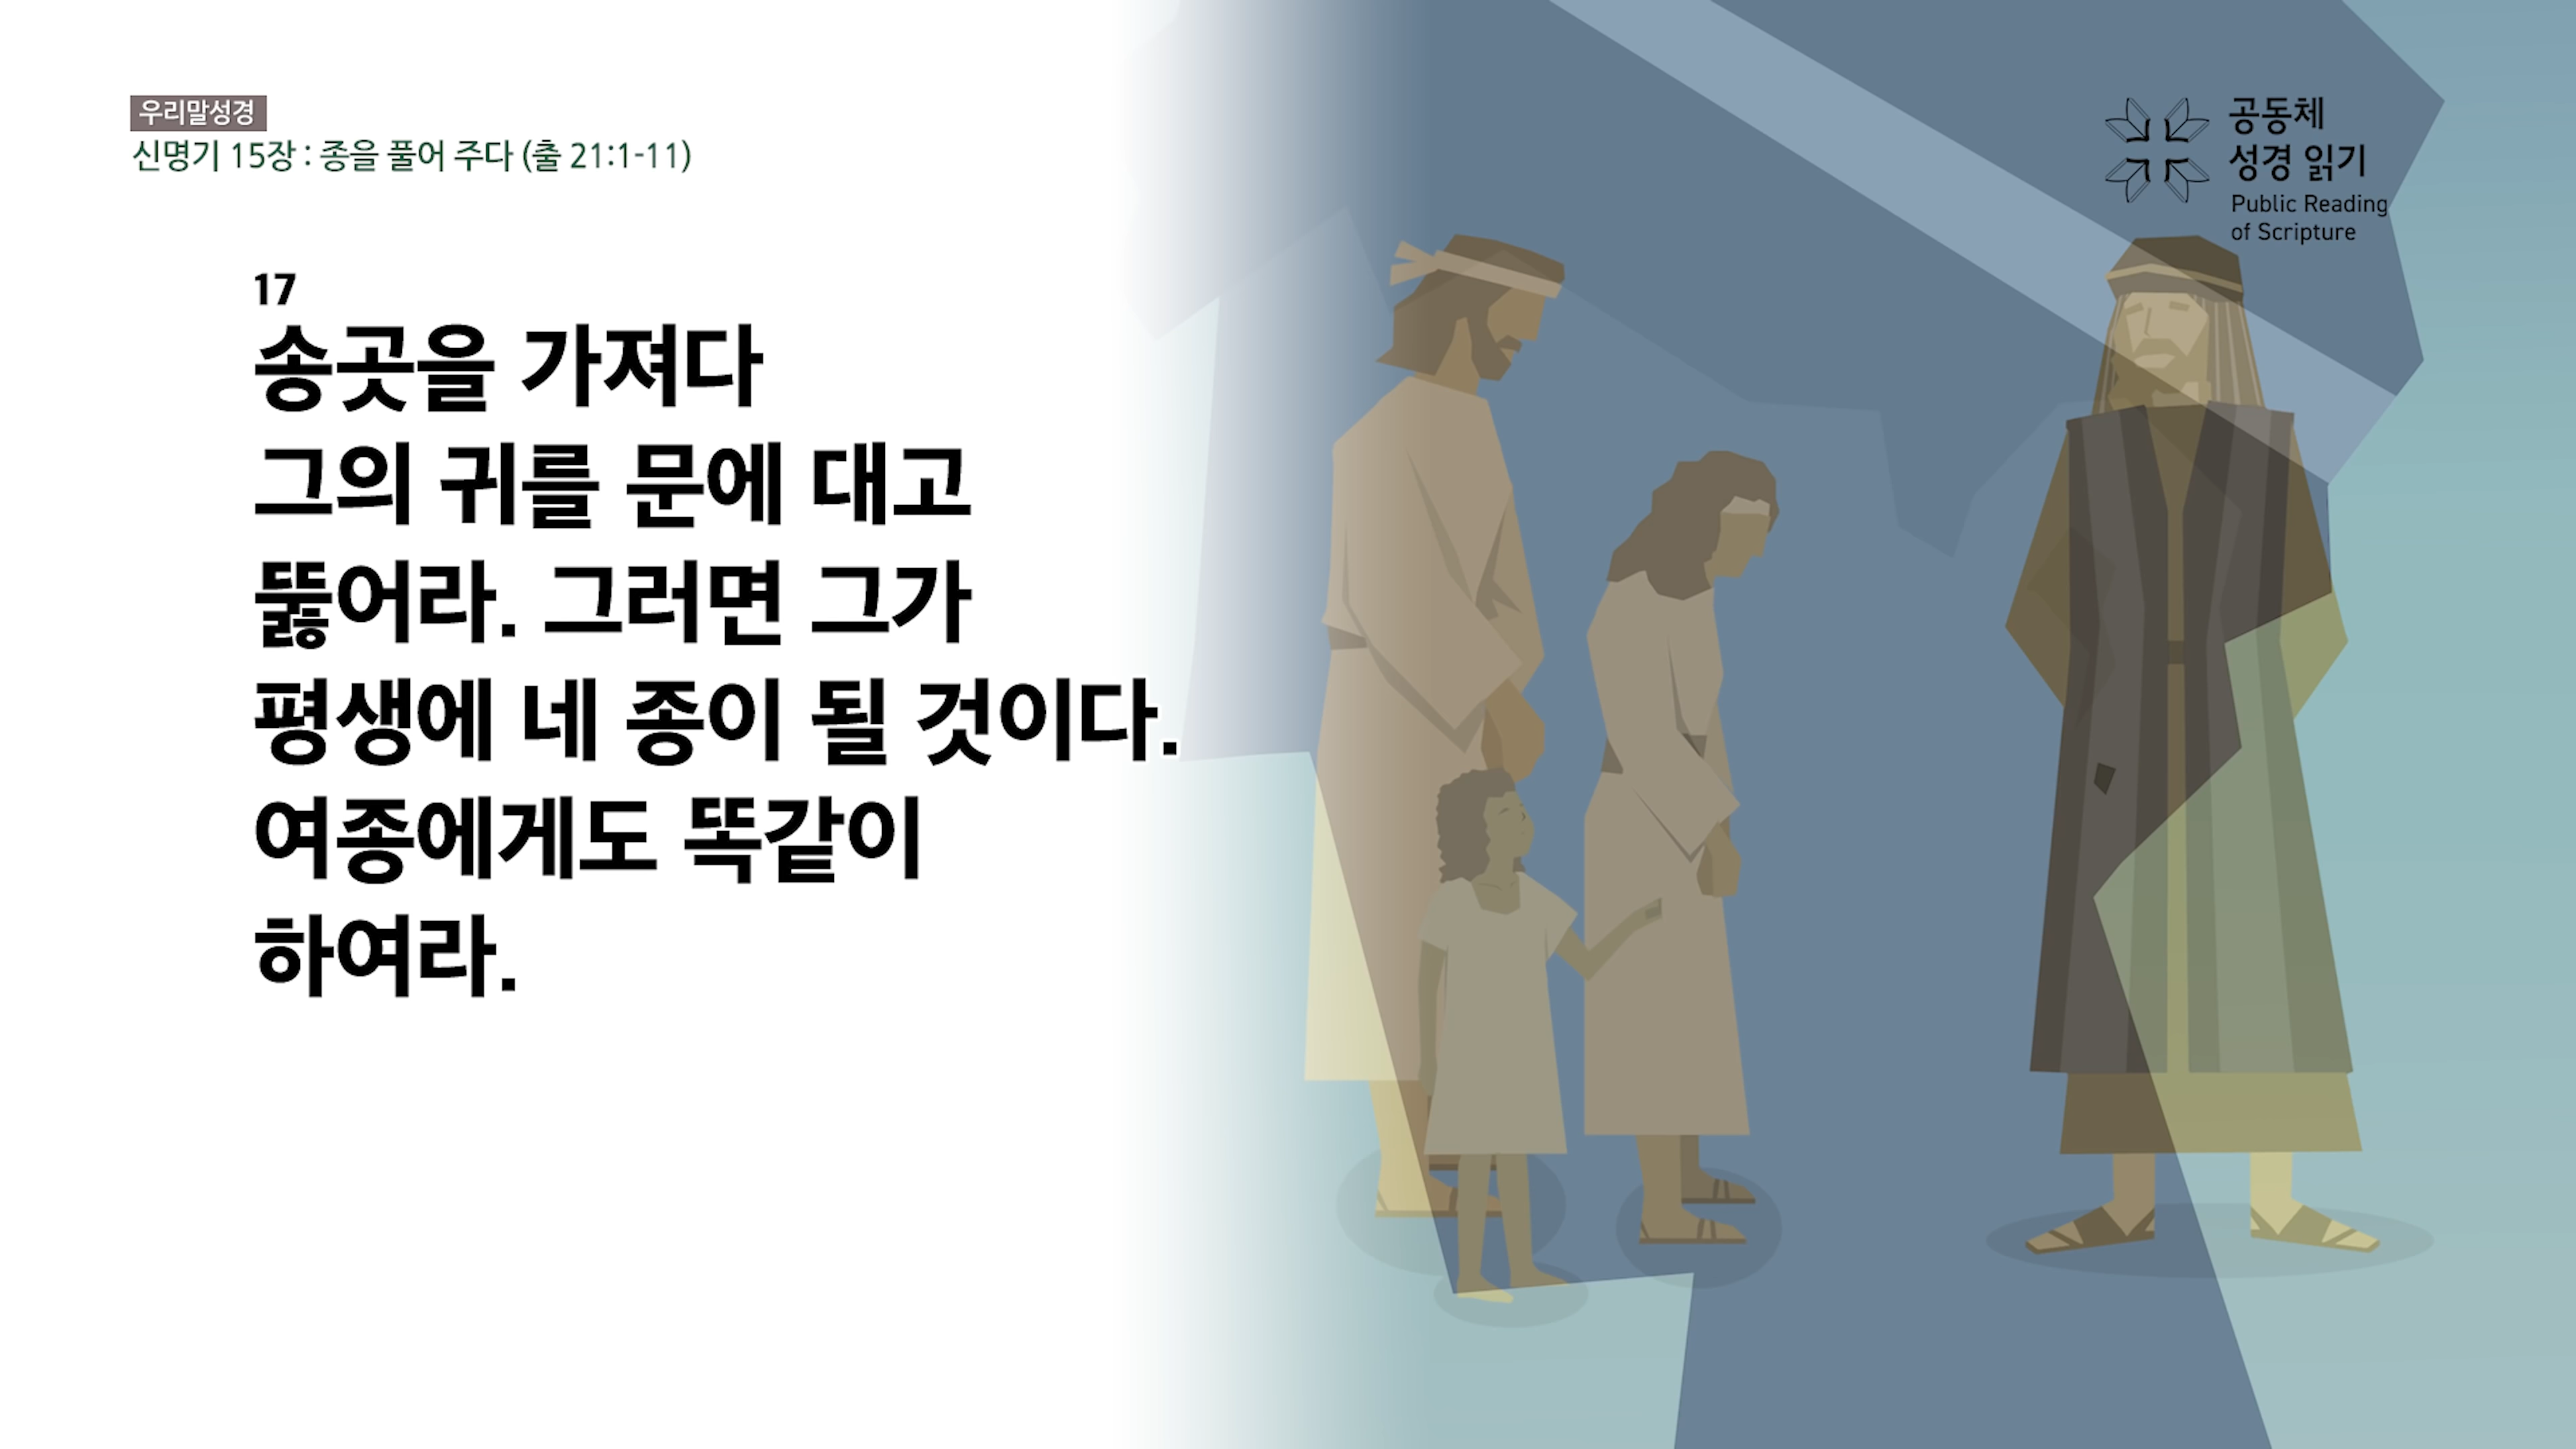 우리말성경
신명기 15장 : 종을 풀어 주다 (출 21:1-11)
공동체
성경 읽기
Public Reading
of Scripture
17
송곳을 가져다
그의 귀를 문에 대고
뚫어라. 그러면 그가
평생에 네 종이 될 것이다.
여종에게도 똑같이
하여라.